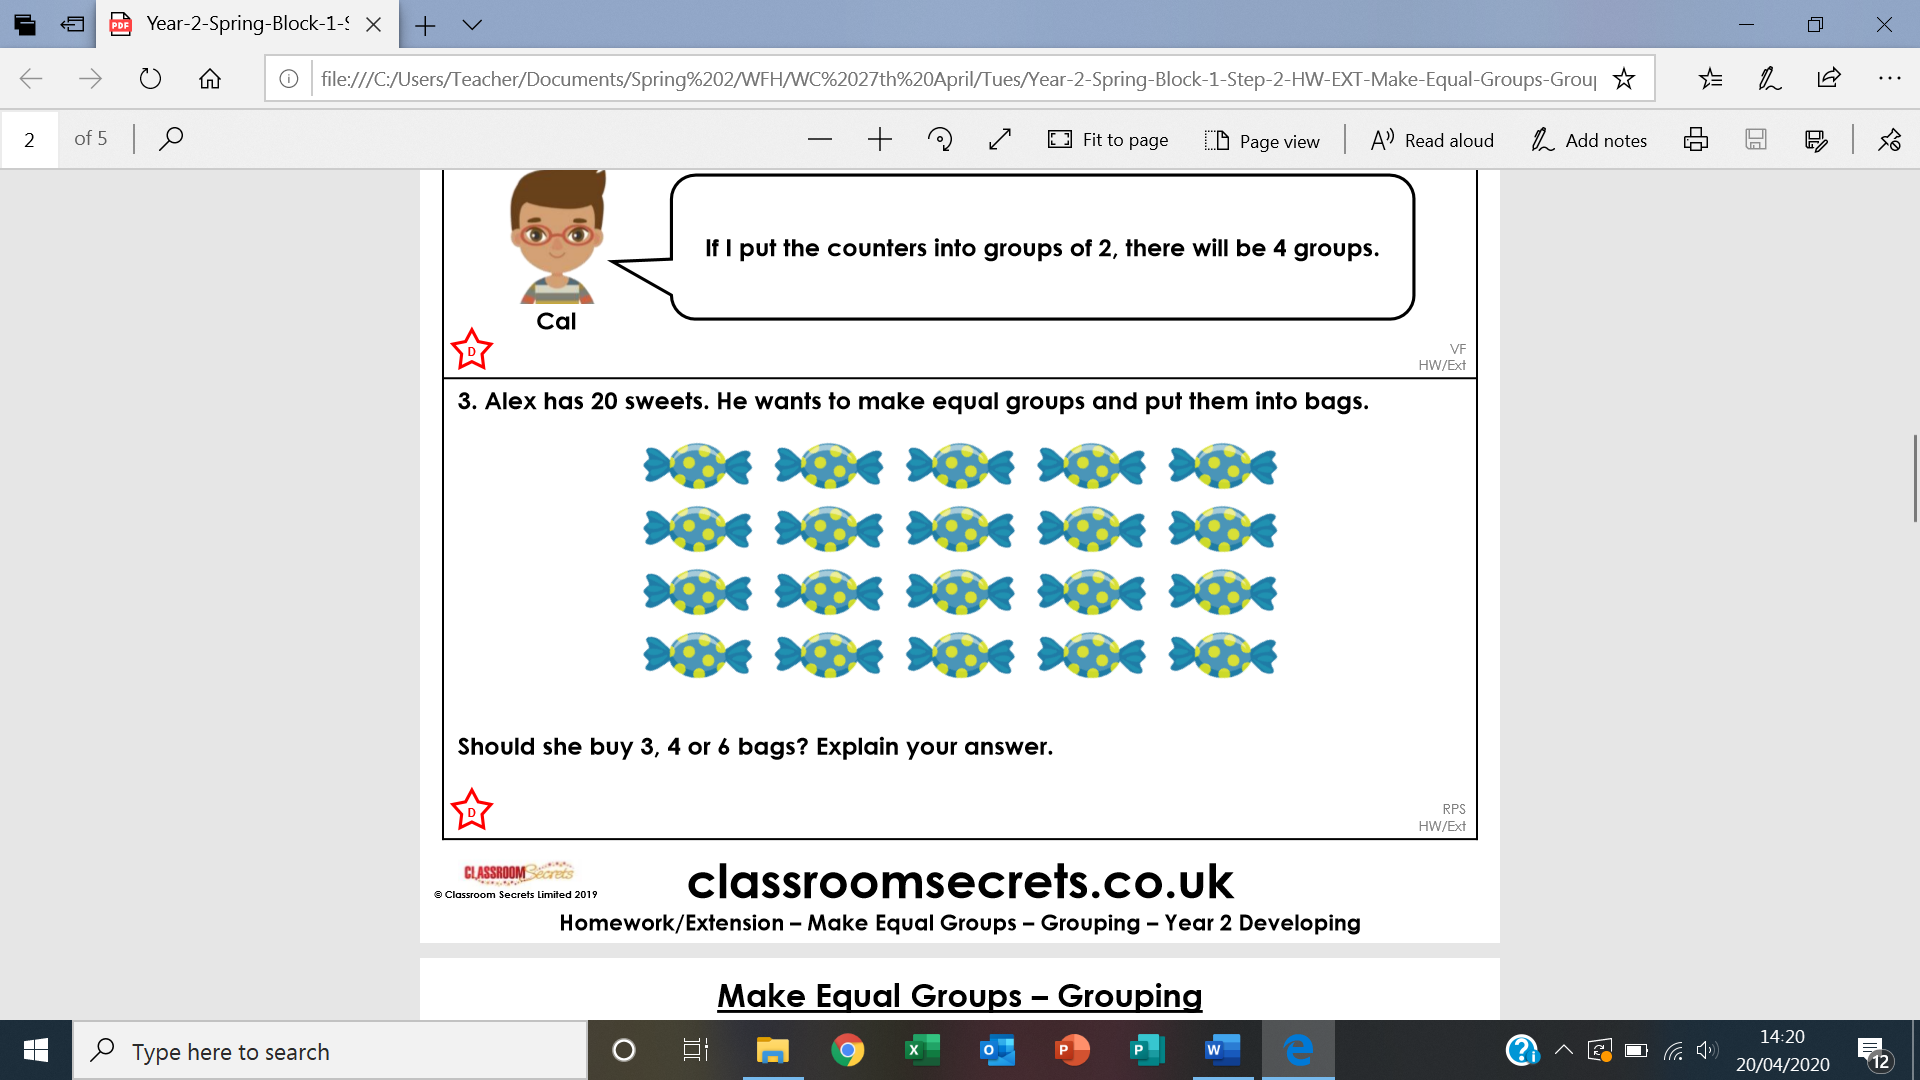 Year-2-Spring-Block-1-S
file:///C:/Users/Teacher/Documents/Spring%202/WFH/WC%2027th%20April/Tues/Year-2-Spring-Block-1-Step-2-HW-EXT-Make-Equal-Groups-Group
2 of 5
Fit to page
Page view
Read aloud
Add notes
If I put the counters into groups of 2, there will be 4 groups.
Cal
D
VF
HW/Ext
3. Alex has 20 sweets. He wants to make equal groups and put them into bags.
Should she buy 3, 4 or 6 bags? Explain your answer.
D
RPS
HW/Ext
CLASSROOM Secrets
© Classroom Secrets Limited 2019
classroomsecrets.co.uk
Homework/Extension – Make Equal Groups – Grouping – Year 2 Developing
Make Equal Groups – Grouping
Type here to search
14:20
20/04/2020
12